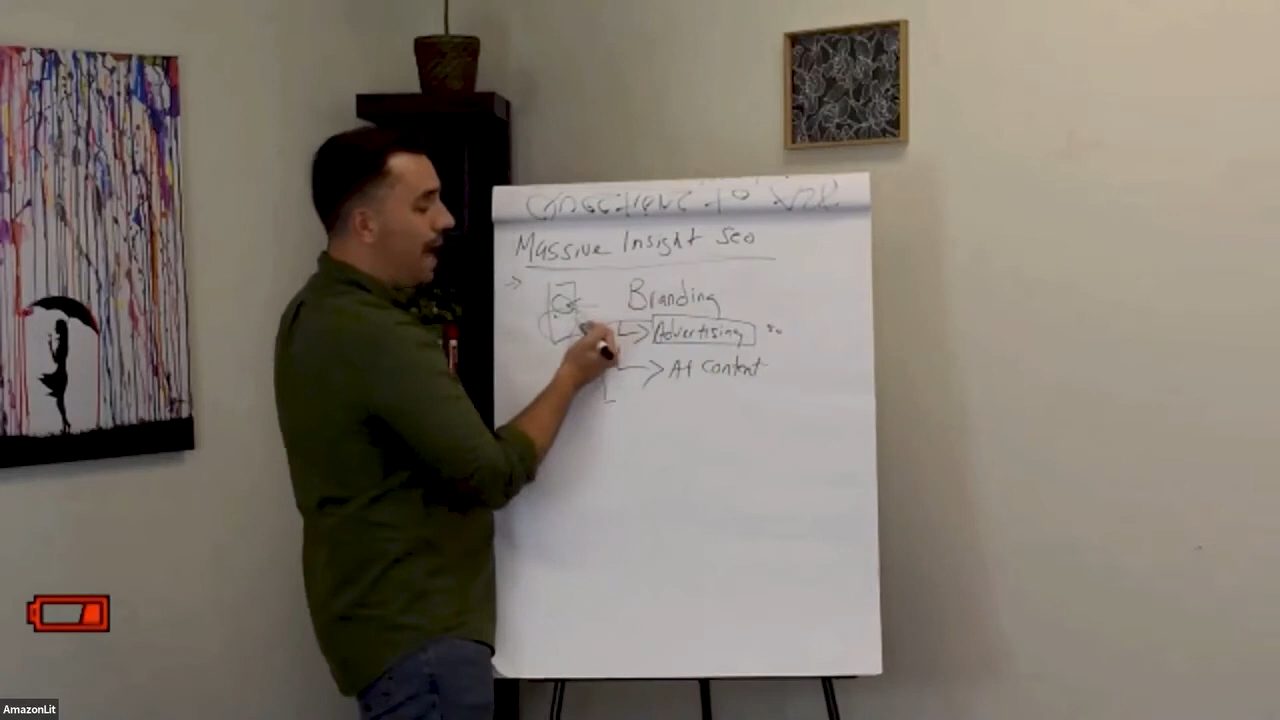 Massive Insight Seo
Branding
Advertising
A+ Content
AmazonLit